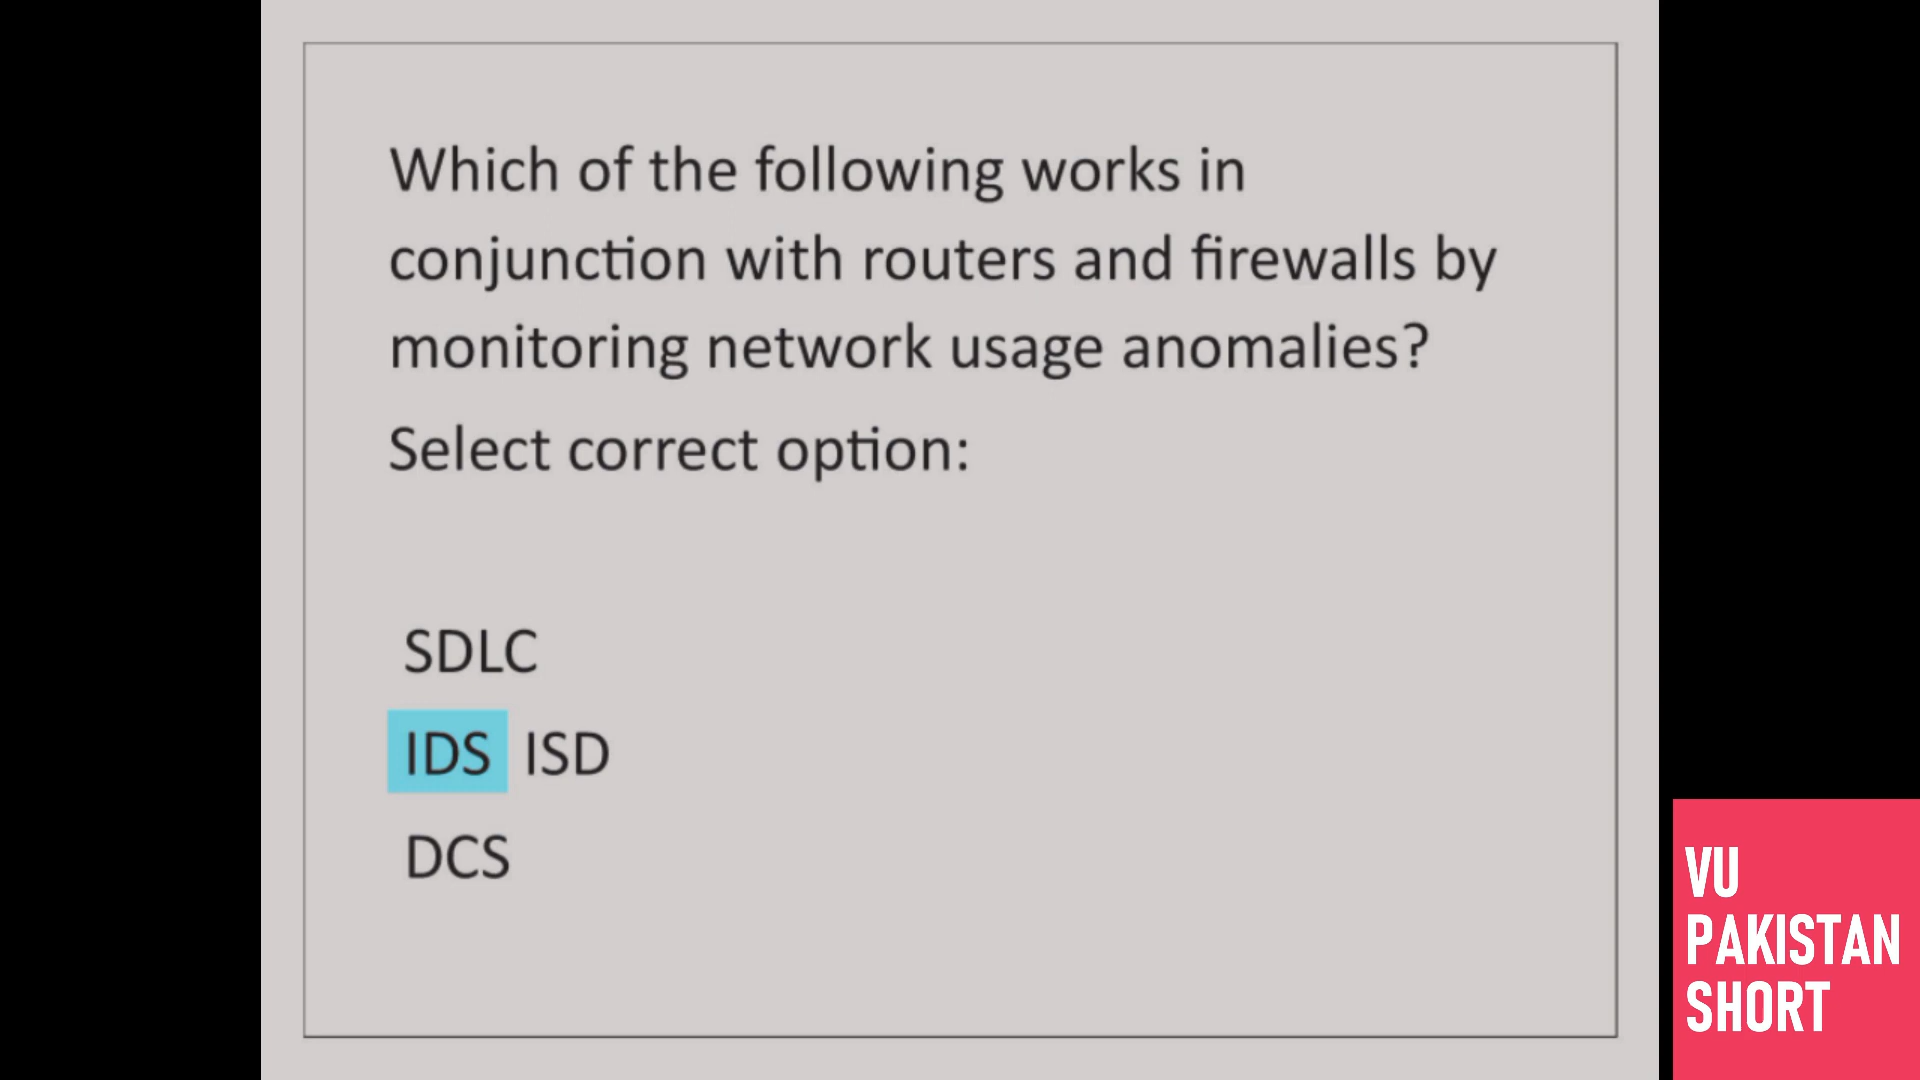 Which of the following works in
conjunction with routers and firewalls by
monitoring network usage anomalies?
Select correct option:
SDLC
IDS ISD
DCS
VU
PAKISTAN
SHORT